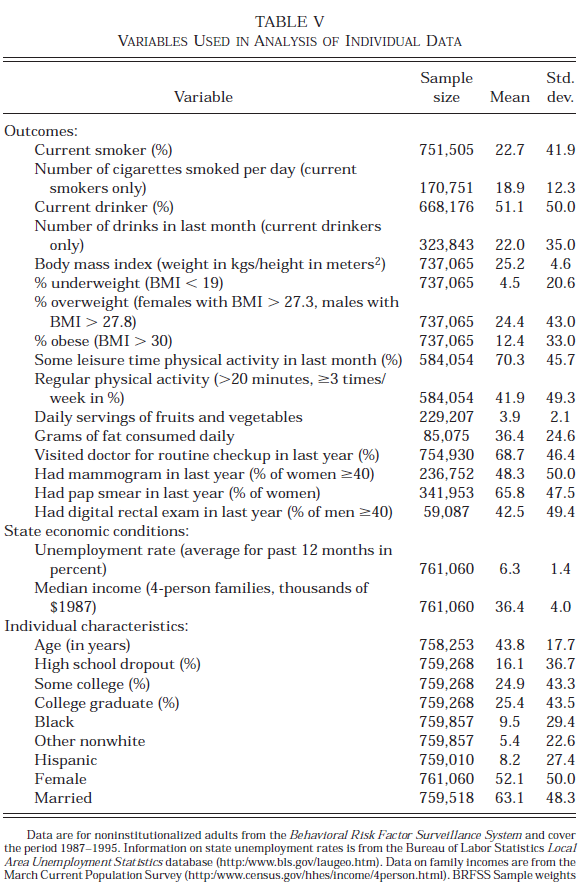 TABLE V
VARIABLES USED IN ANALYSIS OF INDIVIDUAL DATA
Sample Std.
Variable size Mean dev.
Outcomes:
Current smoker (%) 751,505 22.7 41.9
Number of cigarettes smoked per day (current
smokers only) 170,751 18.9 12.3
Current drinker (%) 668,176 51.1 50.0
Number of drinks in last month (current drinkers
only) 323,843 22.0 35.0
Body mass index (weight in kgs/height in meters²) 737,065 25.2 4.6
% underweight (BMI < 19) 737,065 4.5 20.6
% overweight (females with BMI > 27.3, males with
BMI > 27.8) 737,065 24.4 43.0
% obese (BMI > 30) 737,065 12.4 33.0
Some leisure time physical activity in last month (%) 584,054 70.3 45.7
Regular physical activity (>20 minutes, ≥3 times/
week in %) 584,054 41.9 49.3
Daily servings of fruits and vegetables 229,207 3.9 2.1
Grams of fat consumed daily 85,075 36.4 24.6
Visited doctor for routine checkup in last year (%) 754,930 68.7 46.4
Had mammogram in last year (% of women ≥40) 236,752 48.3 50.0
Had pap smear in last year (% of women) 341,953 65.8 47.5
Had digital rectal exam in last year (% of men ≥40) 59,087 42.5 49.4
State economic conditions:
Unemployment rate (average for past 12 months in
percent) 761,060 6.3 1.4
Median income (4-person families, thousands of
$1987) 761,060 36.4 4.0
Individual characteristics:
Age (in years) 758,253 43.8 17.7
High school dropout (%) 759,268 16.1 36.7
Some college (%) 759,268 24.9 43.3
College graduate (%) 759,268 25.4 43.5
Black 759,857 9.5 29.4
Other nonwhite 759,857 5.4 22.6
Hispanic 759,010 8.2 27.4
Female 761,060 52.1 50.0
Married 759,518 63.1 48.3
Data are for noninstitutionalized adults from the Behavioral Risk Factor Surveillance System and cover
the period 1987–1995. Information on state unemployment rates is from the Bureau of Labor Statistics Local
Area Unemployment Statistics database (http:/www.bls.gov/laugeo.htm). Data on family incomes are from the
March Current Population Survey (http:/www.census.gov/hhes/income/4person.html). BRFSS Sample weights